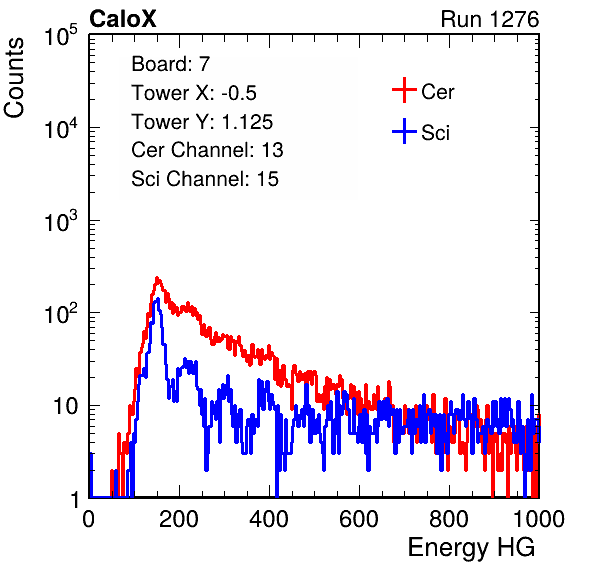 CaloX Run 1276
Counts
10^5
10^4
10^3
10^2
10
1
Board: 7
Tower X: -0.5
Tower Y: 1.125
Cer Channel: 13
Sci Channel: 15
Cer
Sci
0 200 400 600 800 1000
Energy HG